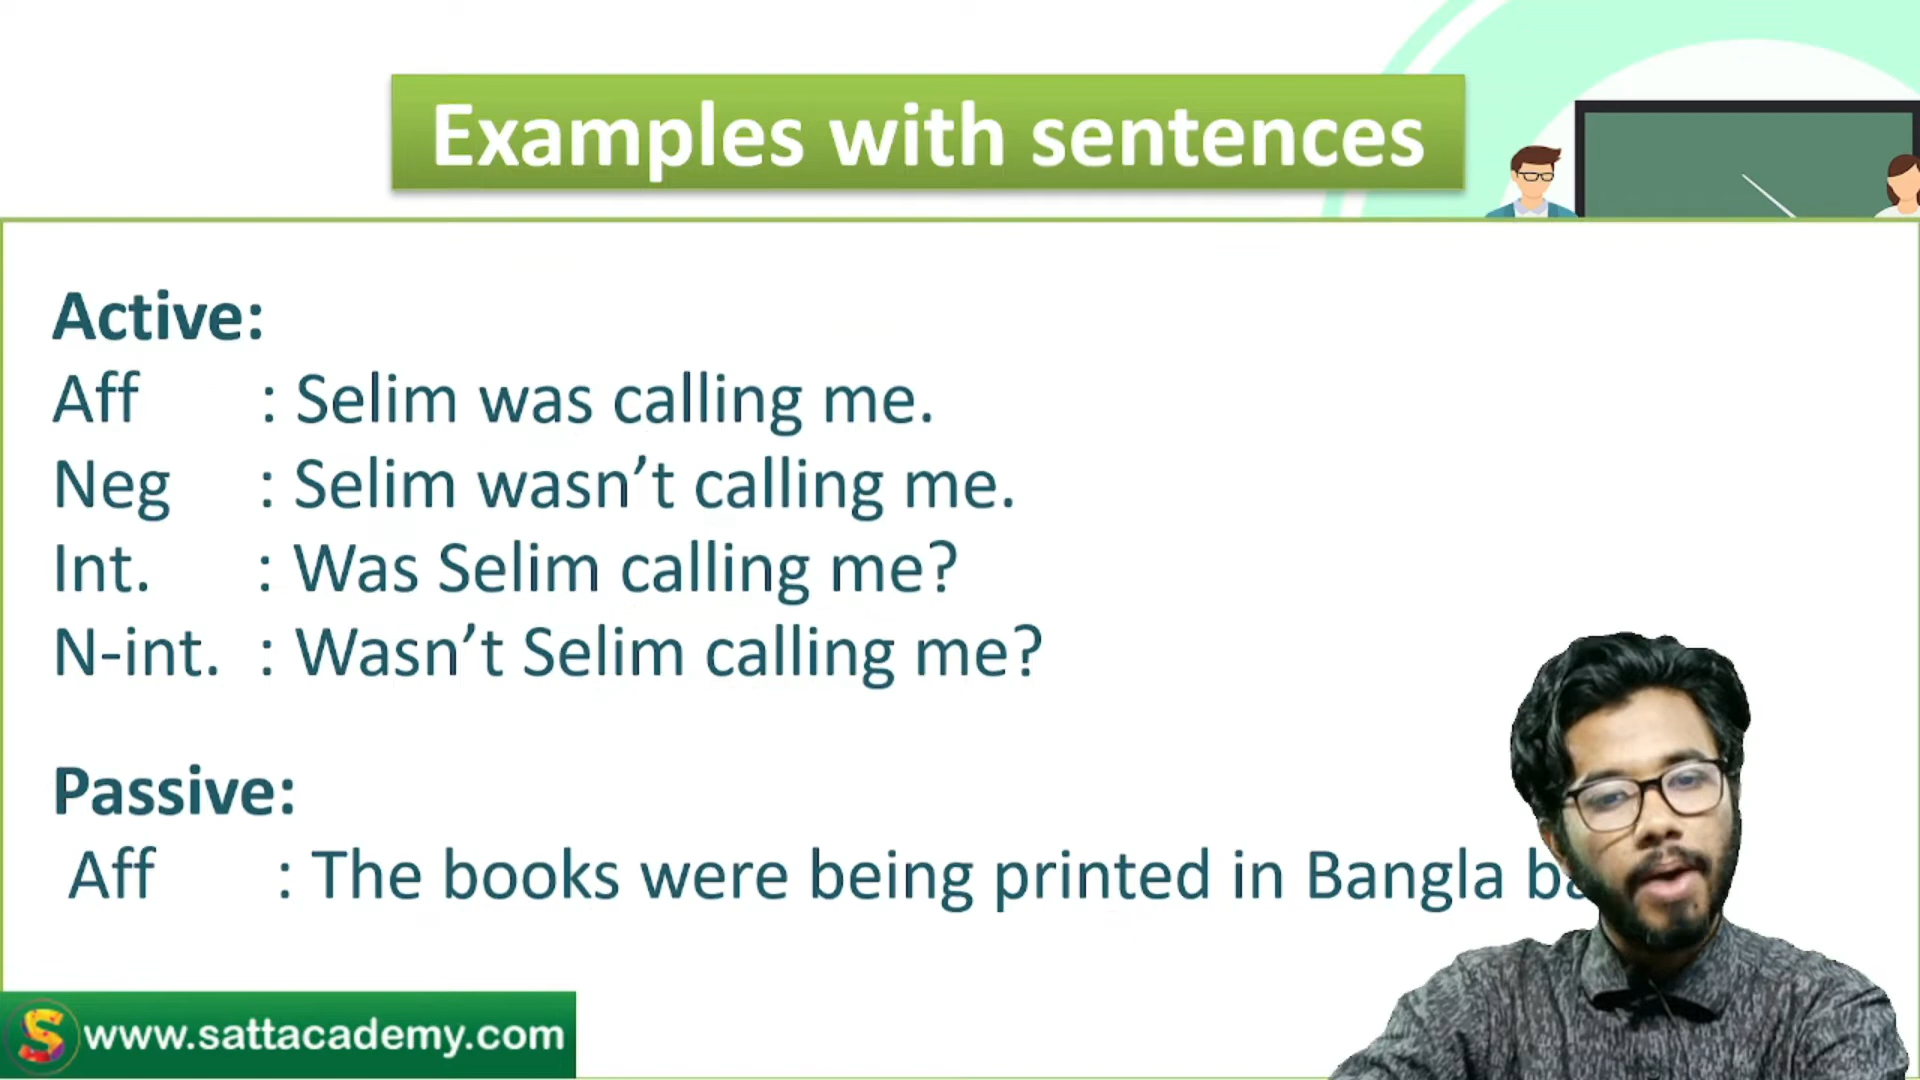 Examples with sentences
Active:
Aff : Selim was calling me.
Neg : Selim wasn’t calling me.
Int. : Was Selim calling me?
N-int. : Wasn’t Selim calling me?
Passive:
Aff : The books were being printed in Bangla
www.sattacademy.com